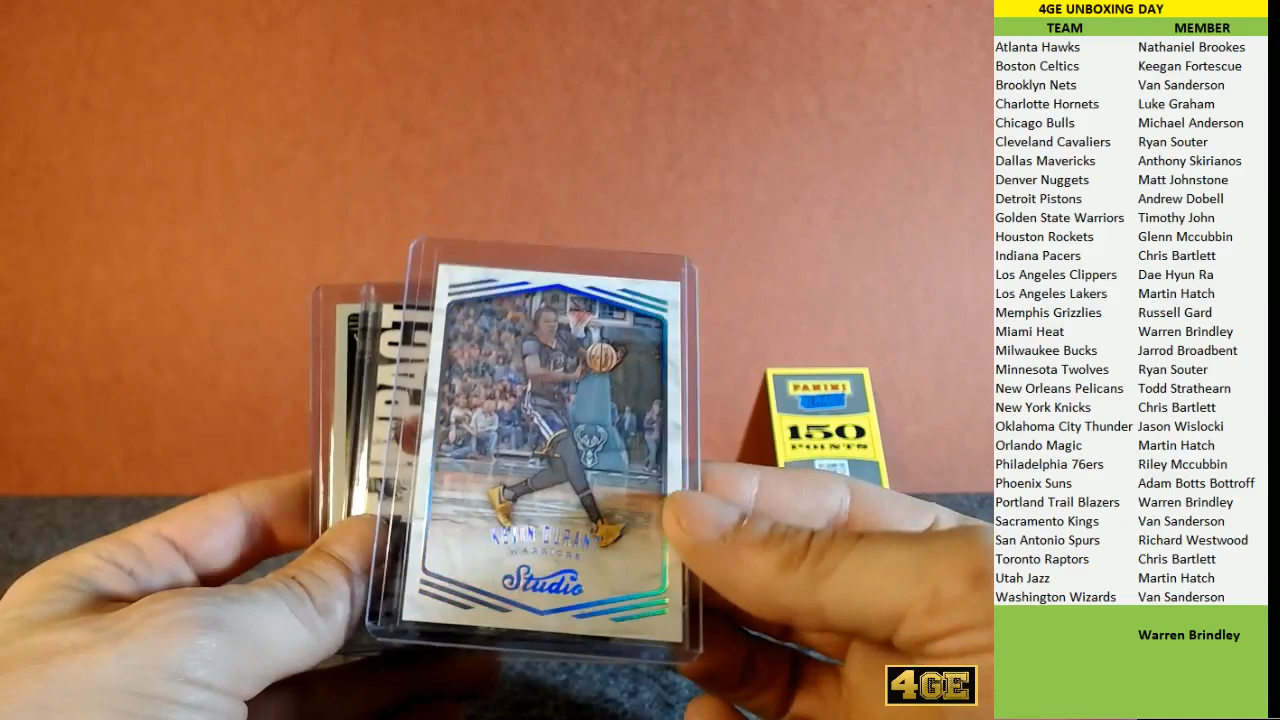 4GE UNBOXING DAY
TEAM MEMBER
Atlanta Hawks Nathaniel Brookes
Boston Celtics Keegan Fortescue
Brooklyn Nets Van Sanderson
Charlotte Hornets Luke Graham
Chicago Bulls Michael Anderson
Cleveland Cavaliers Ryan Souter
Dallas Mavericks Anthony Skirianos
Denver Nuggets Matt Johnstone
Detroit Pistons Andrew Dobell
Golden State Warriors Timothy John
Houston Rockets Glenn Mccubbin
Indiana Pacers Chris Bartlett
Los Angeles Clippers Dae Hyun Ra
Los Angeles Lakers Martin Hatch
Memphis Grizzlies Russell Gard
Miami Heat Warren Brindley
Milwaukee Bucks Jarrod Broadbent
Minnesota Twolves Ryan Souter
New Orleans Pelicans Todd Strathearn
New York Knicks Chris Bartlett
Oklahoma City Thunder Jason Wislocki
Orlando Magic Martin Hatch
Philadelphia 76ers Riley Mccubbin
Phoenix Suns Adam Botts Bottroff
Portland Trail Blazers Warren Brindley
Sacramento Kings Van Sanderson
San Antonio Spurs Richard Westwood
Toronto Raptors Chris Bartlett
Utah Jazz Martin Hatch
Washington Wizards Van Sanderson
Warren Brindley
KEVIN DURANT
WARRIORS
Studio
PANINI
150
POINTS
4GE